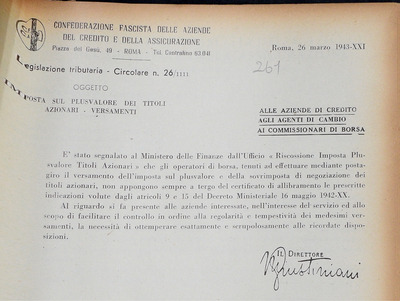 CONFEDERAZIONE FASCISTA DELLE AZIENDE
DEL CREDITO E DELLA ASSICURAZIONE
Piazza del Gesù, 49 - ROMA - Tel. Centralino 63.041
Roma, 26 marzo 1943-XXI
Legislazione tributaria - Circolare n. 26/1111
261
OGGETTO
IMPOSTA SUL PLUSVALORE DEI TITOLI
AZIONARI - VERSAMENTI
ALLE AZIENDE DI CREDITO
AGLI AGENTI DI CAMBIO
AI COMMISSIONARI DI BORSA
E' stato segnalato al Ministero delle Finanze dall'Ufficio « Riscossione Imposta Plu-
svalore Titoli Azionari » che gli operatori di borsa, tenuti ad effettuare mediante posta-
giro il versamento dell'imposta sul plusvalore e della sovrimposta di negoziazione dei
titoli azionari, non appongono sempre a tergo del certificato di allibramento le prescritte
indicazioni volute dagli atricoli 9 e 15 del Decreto Ministeriale 16 maggio 1942-XX.
Al riguardo si fa presente alle aziende interessate, nell'interesse del servizio ed allo
scopo di facilitare il controllo in ordine alla regolarità e tempestività dei medesimi ver-
samenti, la necessità di ottemperare esattamente e scrupolosamente alle ricordate dispo-
sizioni.
IL DIRETTORE